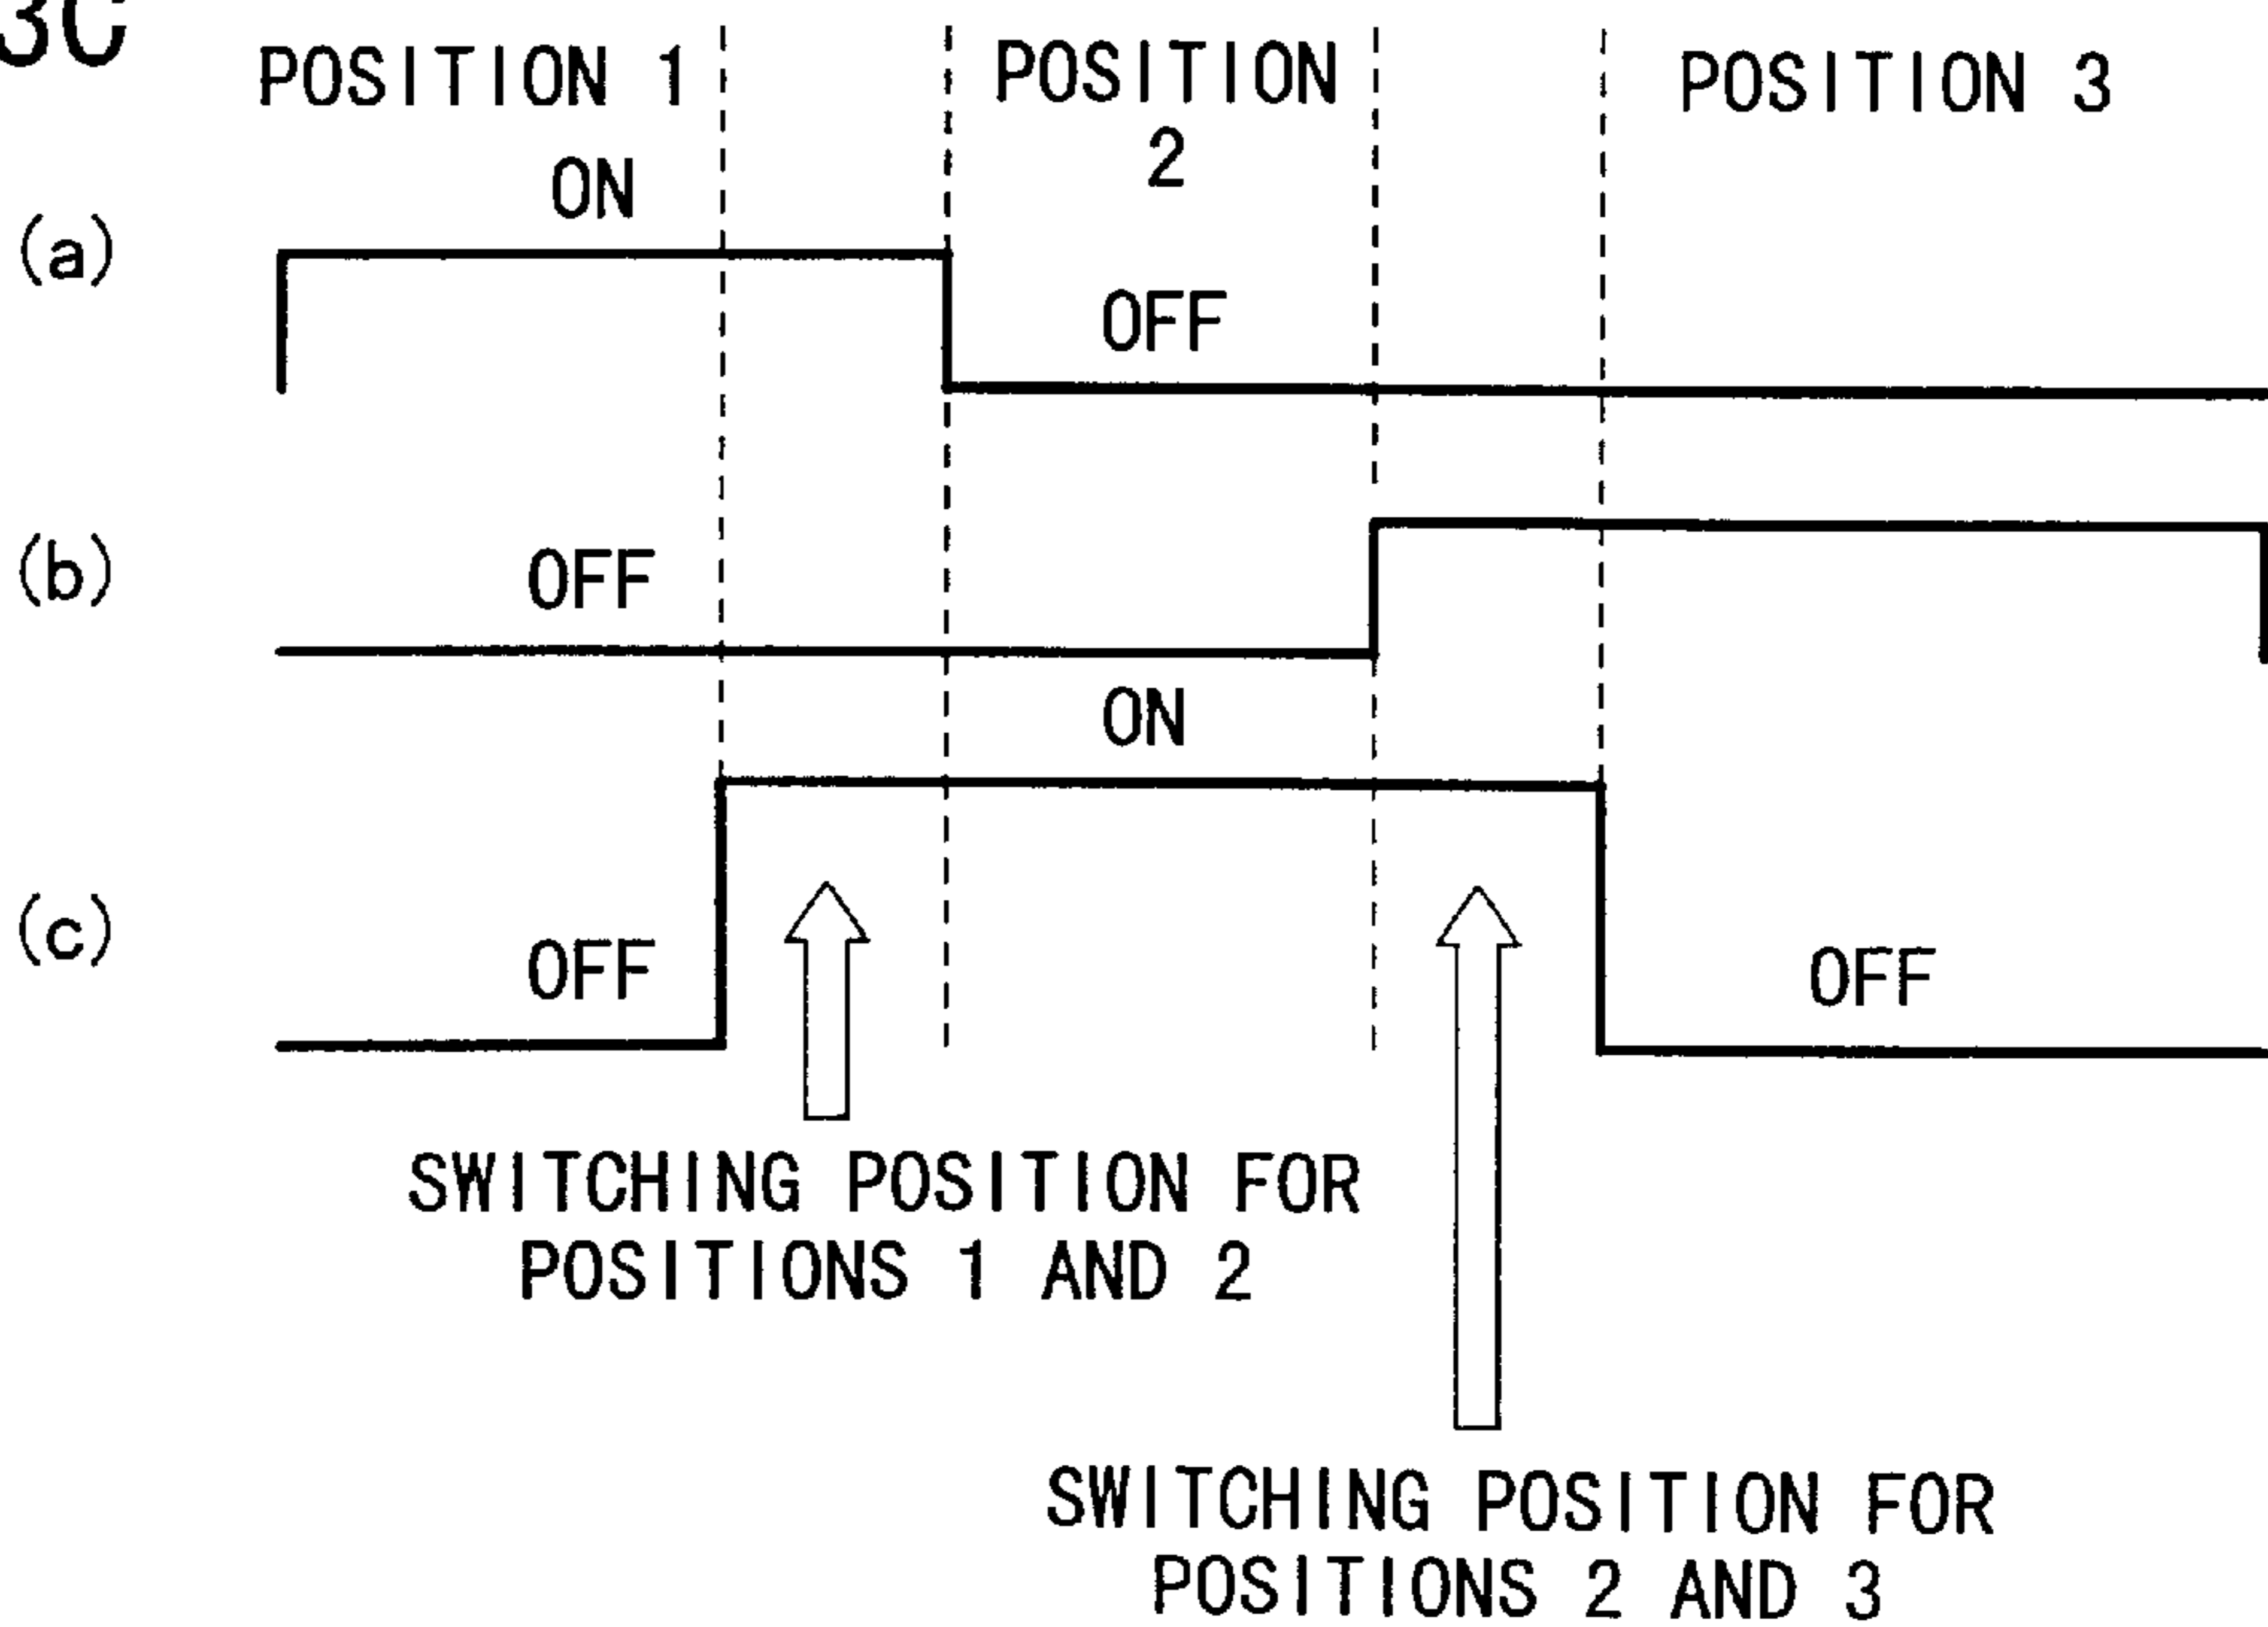 3C
POSITION 1
POSITION
2
POSITION 3
ON
(a)
OFF
(b)
OFF
ON
(c)
OFF
OFF
SWITCHING POSITION FOR
POSITIONS 1 AND 2
SWITCHING POSITION FOR
POSITIONS 2 AND 3